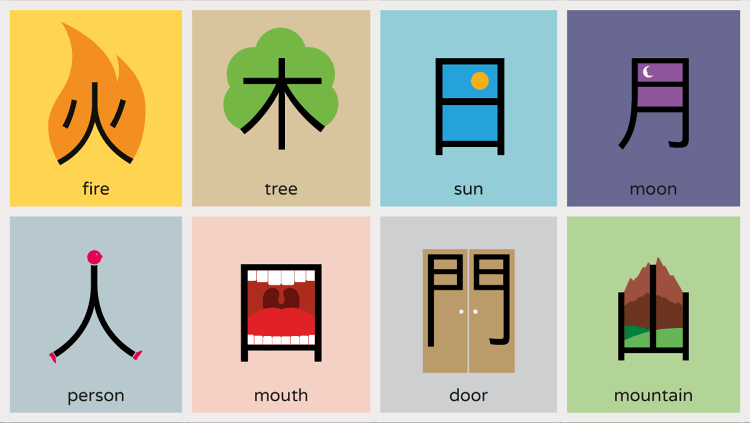 火
fire
木
tree
日
sun
月
moon
人
person
口
mouth
門
door
山
mountain